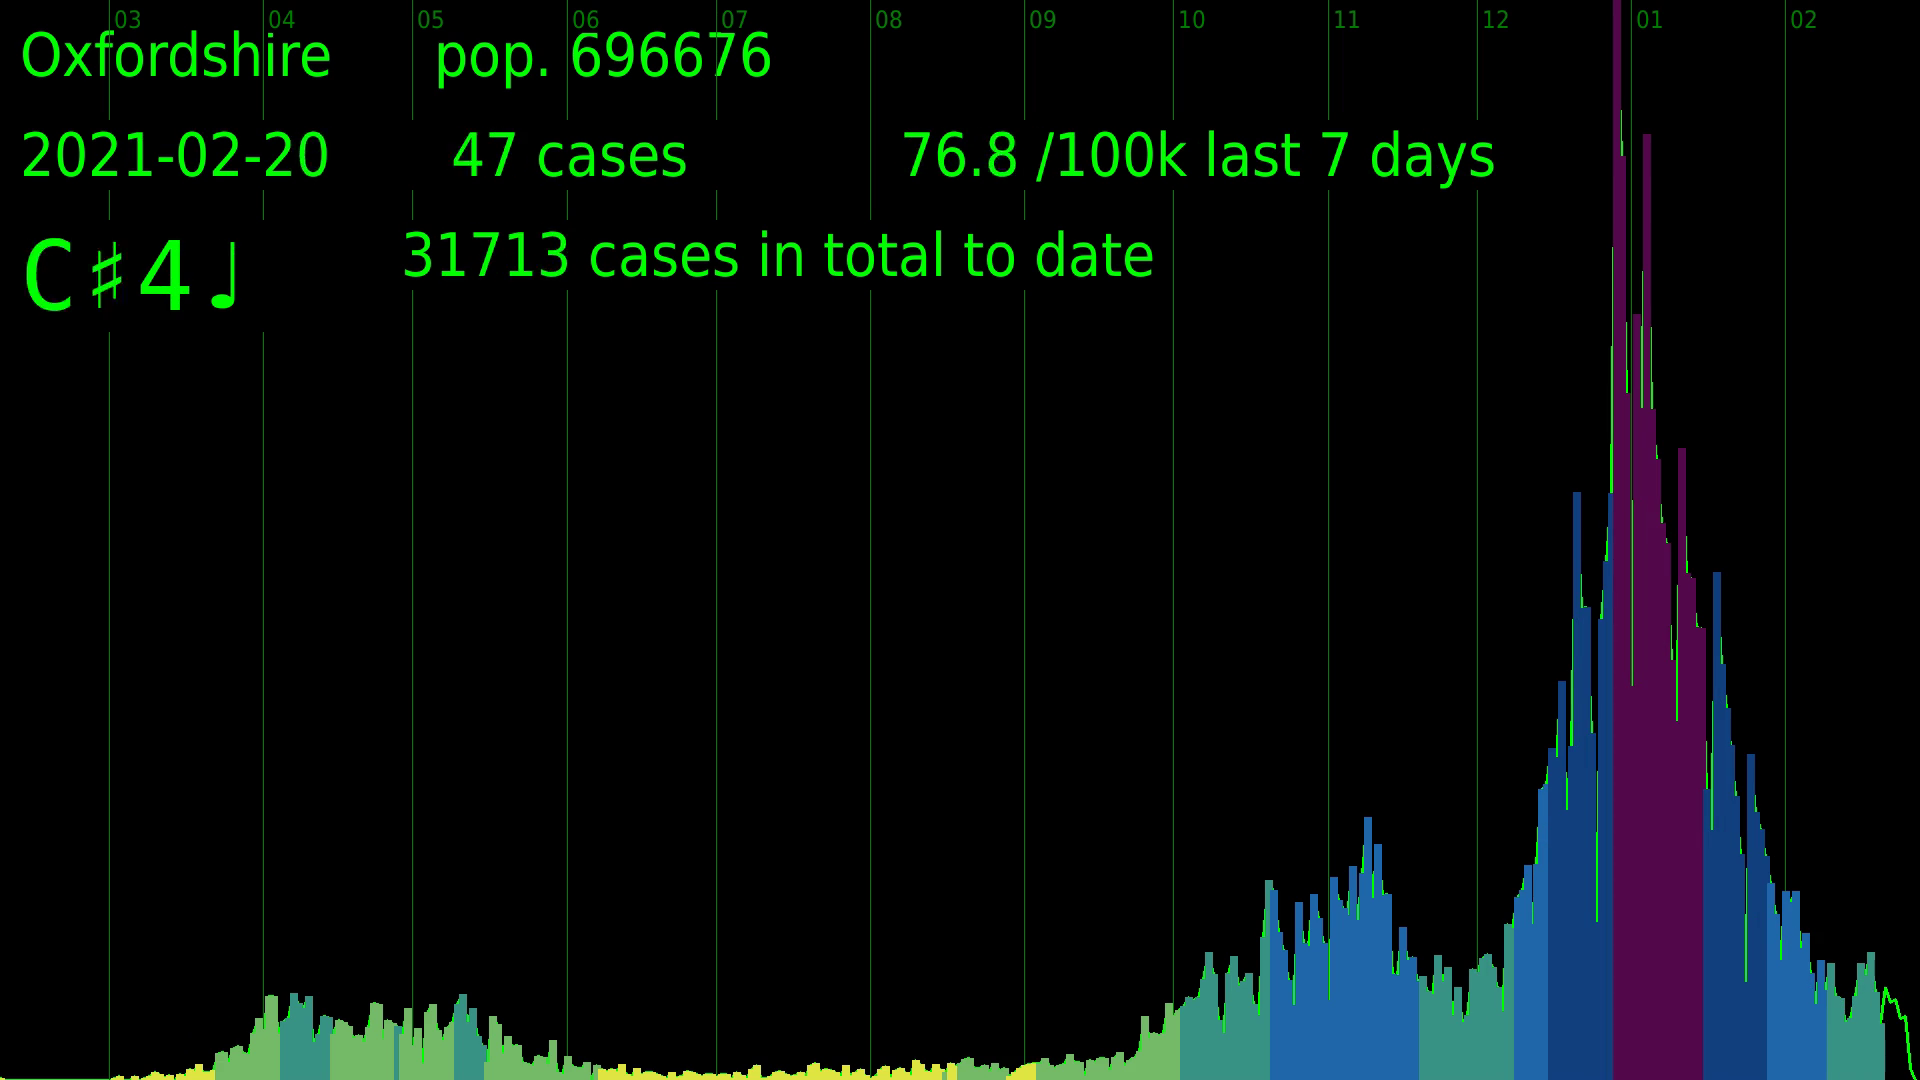 03 04 05 06 07 08 09 10 11 12 01 02
Oxfordshire pop. 696676
2021-02-20 47 cases 76.8 /100k last 7 days
C♯4♩ 31713 cases in total to date